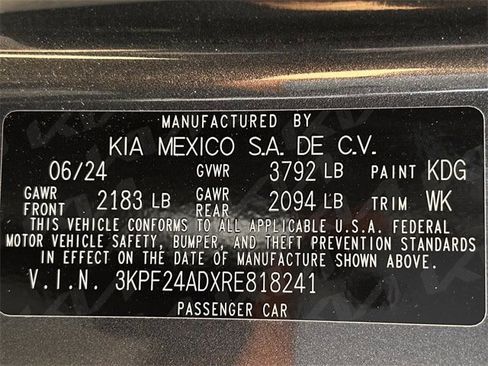 MANUFACTURED BY
KIA MEXICO S.A. DE C.V.
06/24 GVWR 3792 LB PAINT KDG
GAWR FRONT 2183 LB GAWR REAR 2094 LB TRIM WK
THIS VEHICLE CONFORMS TO ALL APPLICABLE U.S.A. FEDERAL
MOTOR VEHICLE SAFETY, BUMPER, AND THEFT PREVENTION STANDARDS
IN EFFECT ON THE DATE OF MANUFACTURE SHOWN ABOVE.
V.I.N. 3KPF24ADXRE818241
PASSENGER CAR